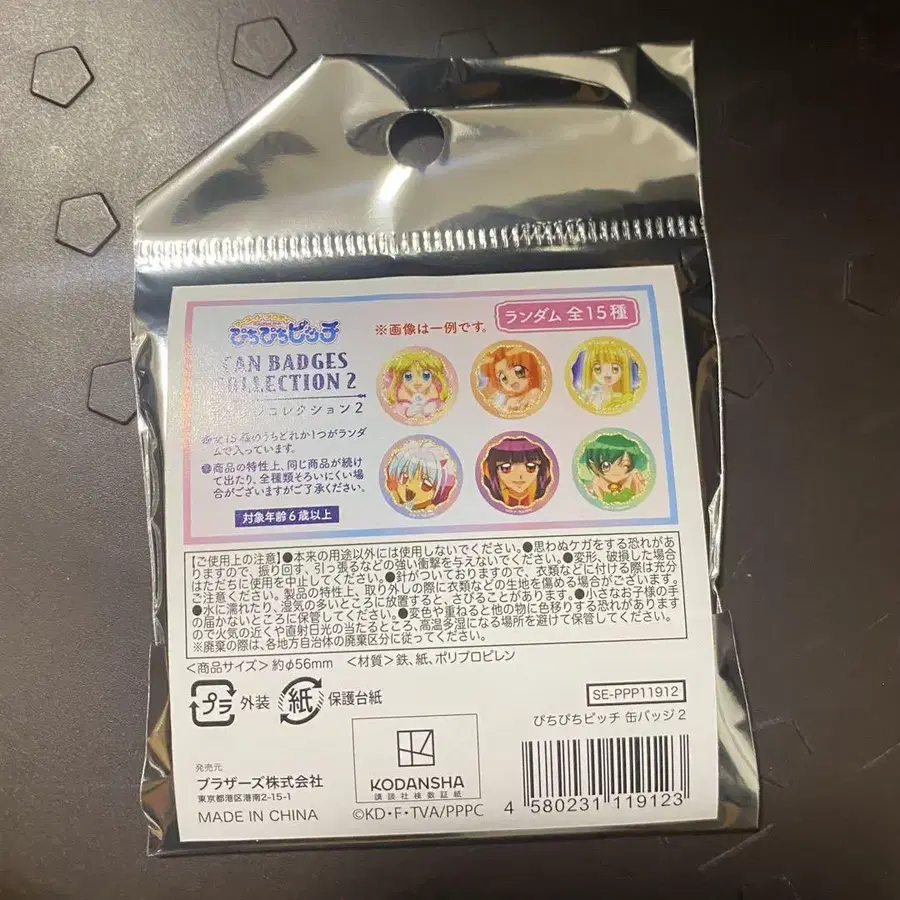 ぴちぴちピッチ
※画像は一例です。
ランダム 全15種
CAN BADGES
COLLECTION 2
コレクション2
全15種のうちどれか1つがランダ
ムで入っています。
商品の特性上、同じ商品が続け
て出たり、全種類そろいにくい場
合がございますがご了承ください。
対象年齢6歳以上
【ご使用上の注意】●本来の用途以外には使用しないでください。●思わぬケガをする恐れがあ
りますので、振り回す、引っ張るなどの強い衝撃を与えないでください。●変形、破損した場合
はただちに使用を中止してください。●針がついておりますので、衣類などに付ける際は充分
ご注意ください。製品の特性上、取り外しの際に衣類などの生地を傷める場合がございます。
●水に濡れたり、湿気の多いところに放置すると、さびることがあります。●小さなお子様の手
の届かないところに保管してください。●変色や重ねると他の物に色移りする恐れがあります
ので火気の近くや直射日光の当たるところ、高温多湿になる場所を避けて保管してください。
※廃棄の際は、各地方自治体の廃棄区分に従ってください。
<商品サイズ>約φ56mm <材質>鉄、紙、ポリプロピレン
プラ 外装 紙 保護台紙
SE-PPP11912
ぴちぴちピッチ 缶バッジ2
発売元
ブラザーズ株式会社
東京都港区港南2-15-1
MADE IN CHINA
KODANSHA
講談社検数証紙
©KD・F・TVA/PPPC
4 580231 119123